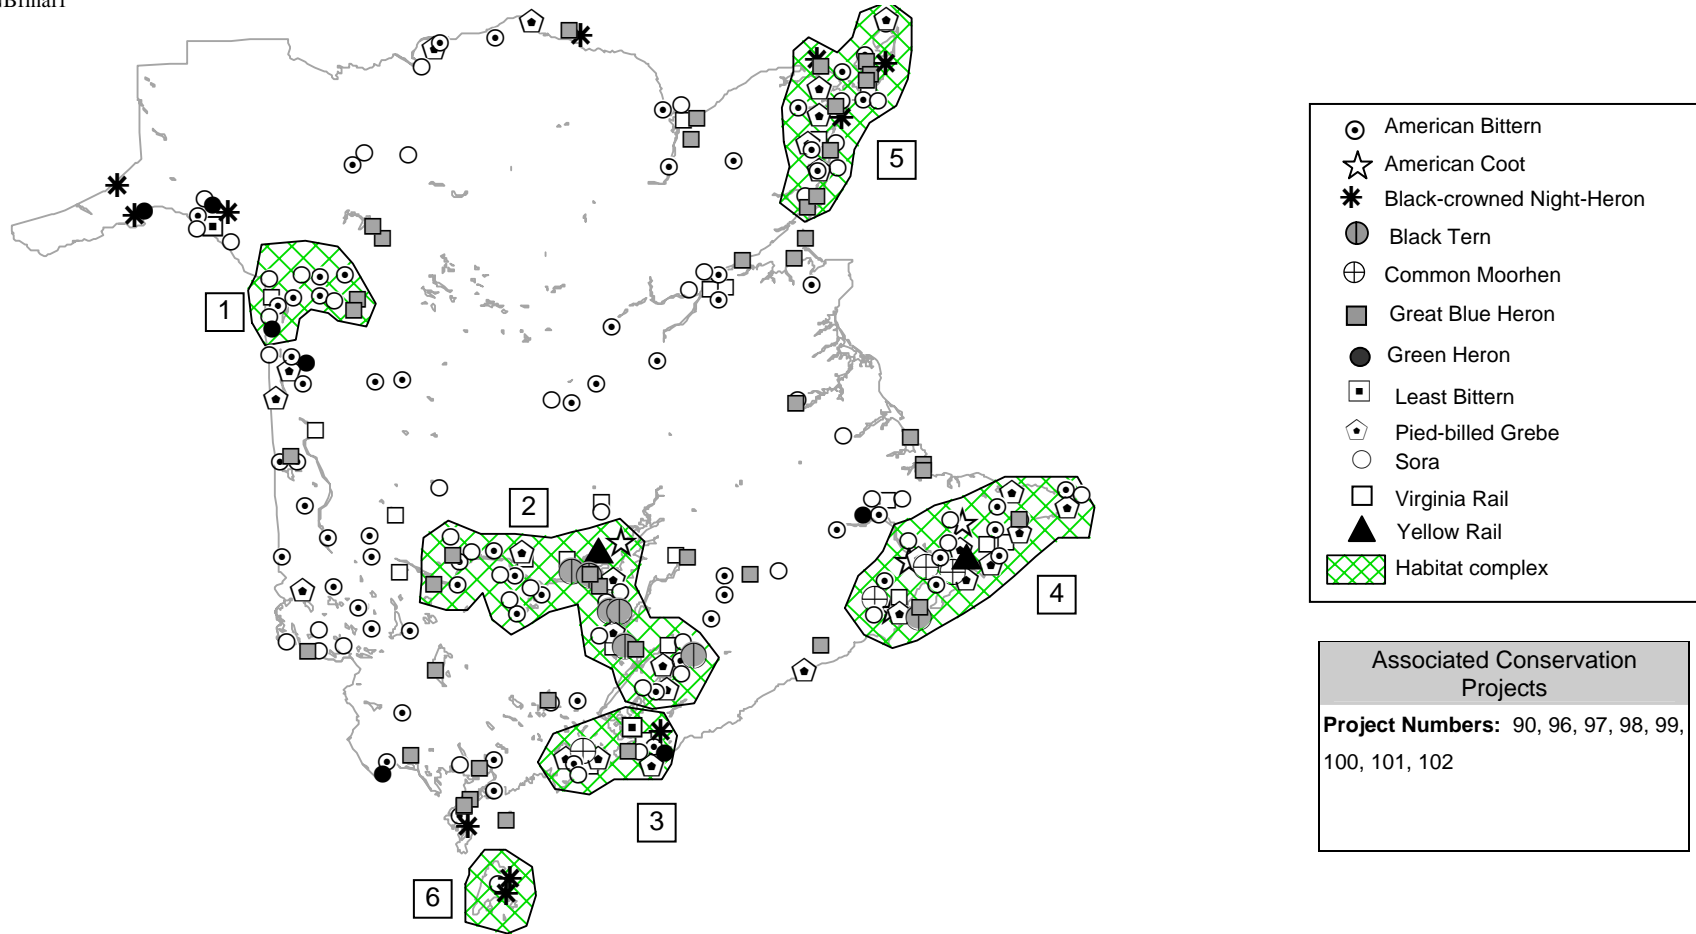 5
1
2
4
3
6
American Bittern
American Coot
Black-crowned Night-Heron
Black Tern
Common Moorhen
Great Blue Heron
Green Heron
Least Bittern
Pied-billed Grebe
Sora
Virginia Rail
Yellow Rail
Habitat complex
Associated Conservation
Projects
Project Numbers: 90, 96, 97, 98, 99,
100, 101, 102